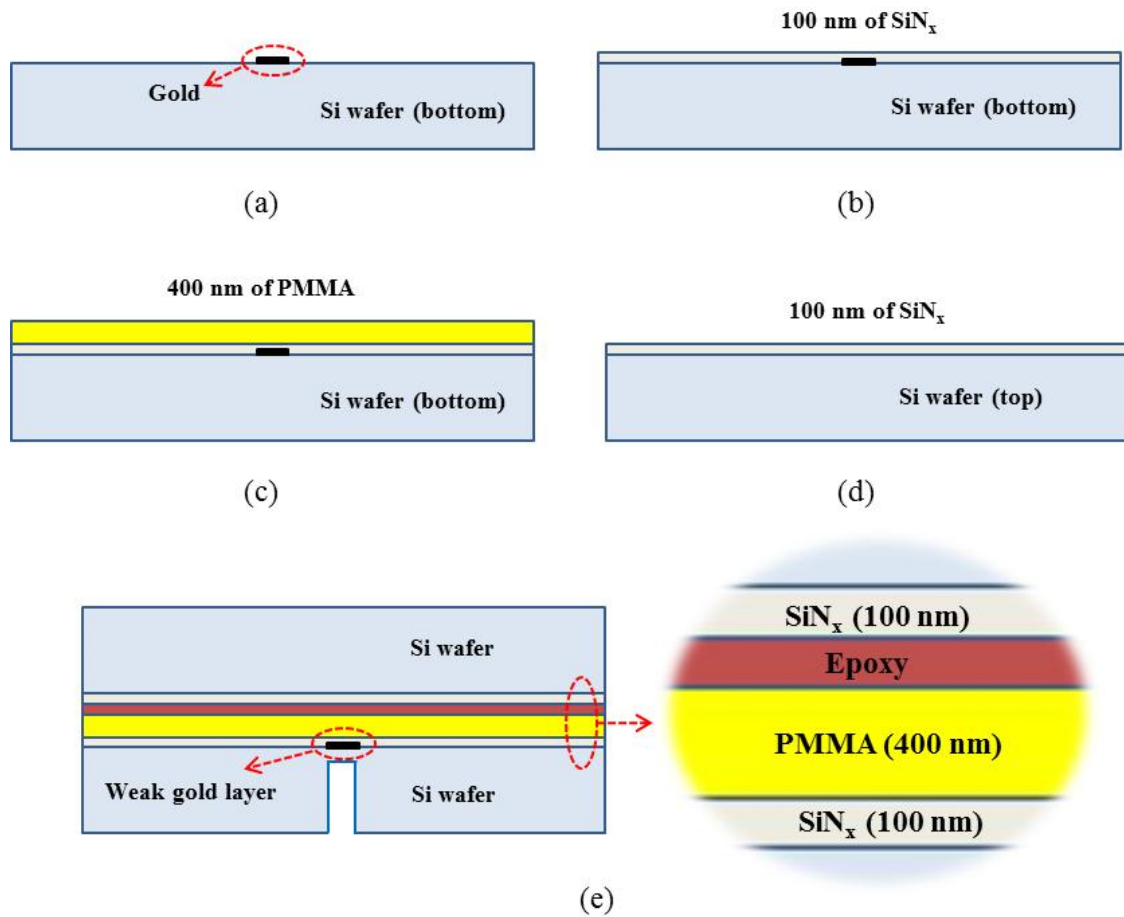 Gold
Si wafer (bottom)
(a)
100 nm of SiNₓ
Si wafer (bottom)
(b)
400 nm of PMMA
Si wafer (bottom)
(c)
100 nm of SiNₓ
Si wafer (top)
(d)
Si wafer
Weak gold layer
Si wafer
SiNₓ (100 nm)
Epoxy
PMMA (400 nm)
SiNₓ (100 nm)
(e)